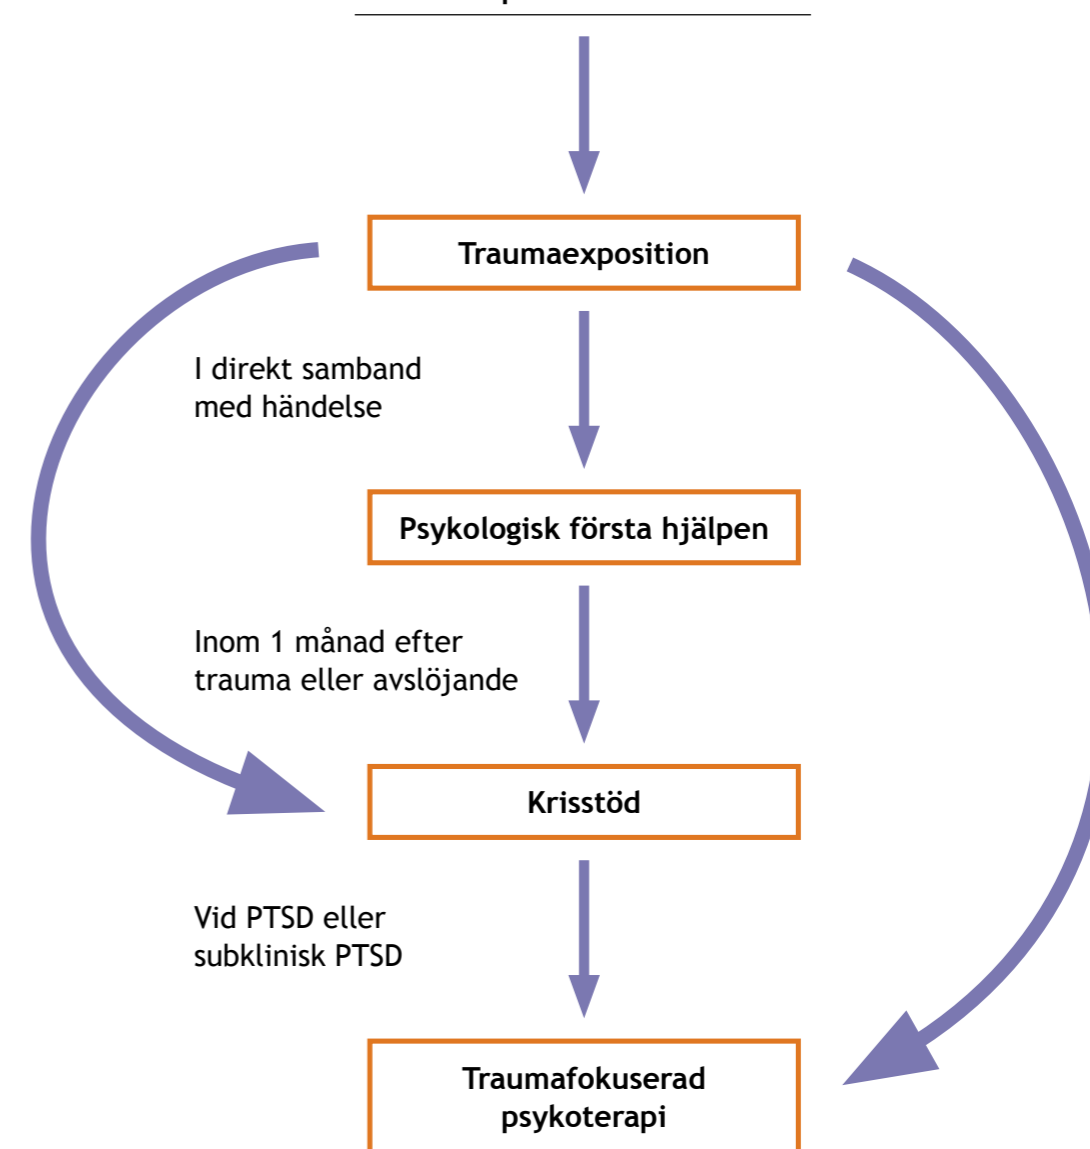 Traumaexposition
I direkt samband
med händelse
Psykologisk första hjälpen
Inom 1 månad efter
trauma eller avslöjande
Krisstöd
Vid PTSD eller
subklinisk PTSD
Traumafokuserad
psykoterapi